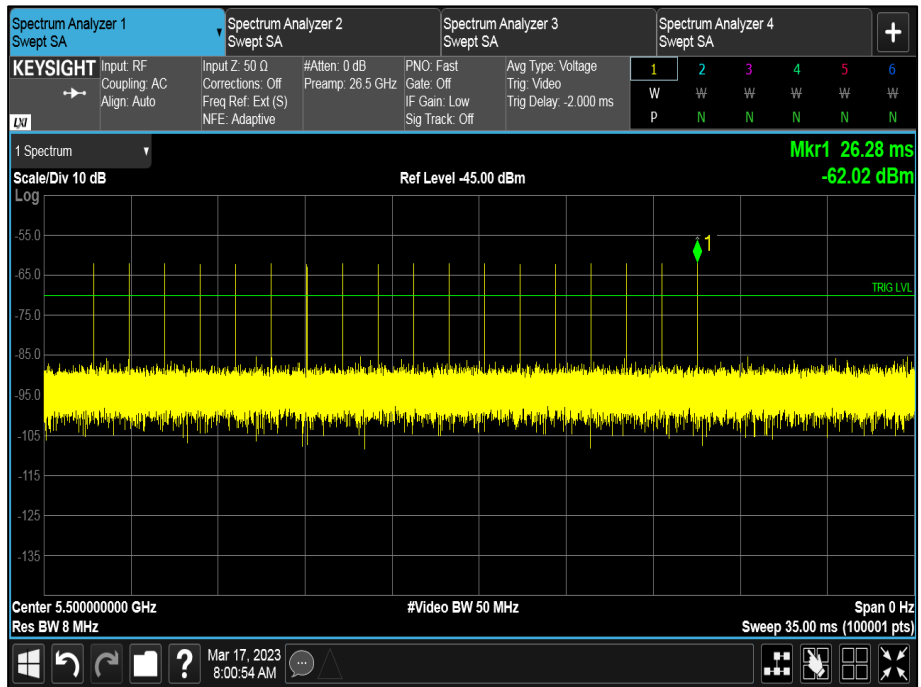 Spectrum Analyzer 1
Swept SA
Spectrum Analyzer 2
Swept SA
Spectrum Analyzer 3
Swept SA
Spectrum Analyzer 4
Swept SA
+
KEYSIGHT
LXI
Input: RF
Coupling: AC
Align: Auto
Input Z: 50 Ω
Corrections: Off
Freq Ref: Ext (S)
NFE: Adaptive
#Atten: 0 dB
Preamp: 26.5 GHz
PNO: Fast
Gate: Off
IF Gain: Low
Sig Track: Off
Avg Type: Voltage
Trig: Video
Trig Delay: -2.000 ms
1 2 3 4 5 6
W W W W W W
P N N N N N
1 Spectrum
Mkr1 26.28 ms
Scale/Div 10 dB
Ref Level -45.00 dBm
-62.02 dBm
Log
-55.0
1
-65.0
TRIG LVL
-75.0
-85.0
-95.0
-105
-115
-125
-135
Center 5.500000000 GHz
#Video BW 50 MHz
Span 0 Hz
Res BW 8 MHz
Sweep 35.00 ms (100001 pts)
?
Mar 17, 2023
8:00:54 AM